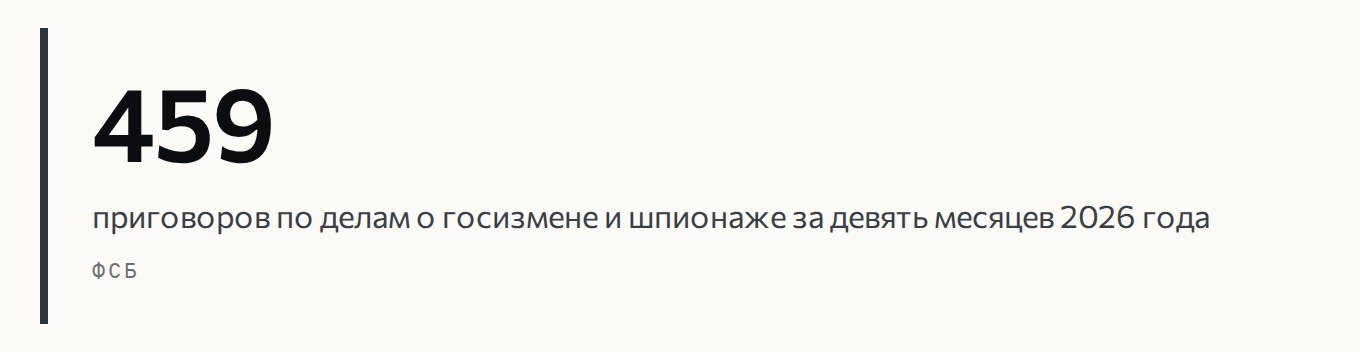 459
приговоров по делам о госизмене и шпионаже за девять месяцев 2026 года
ФСБ